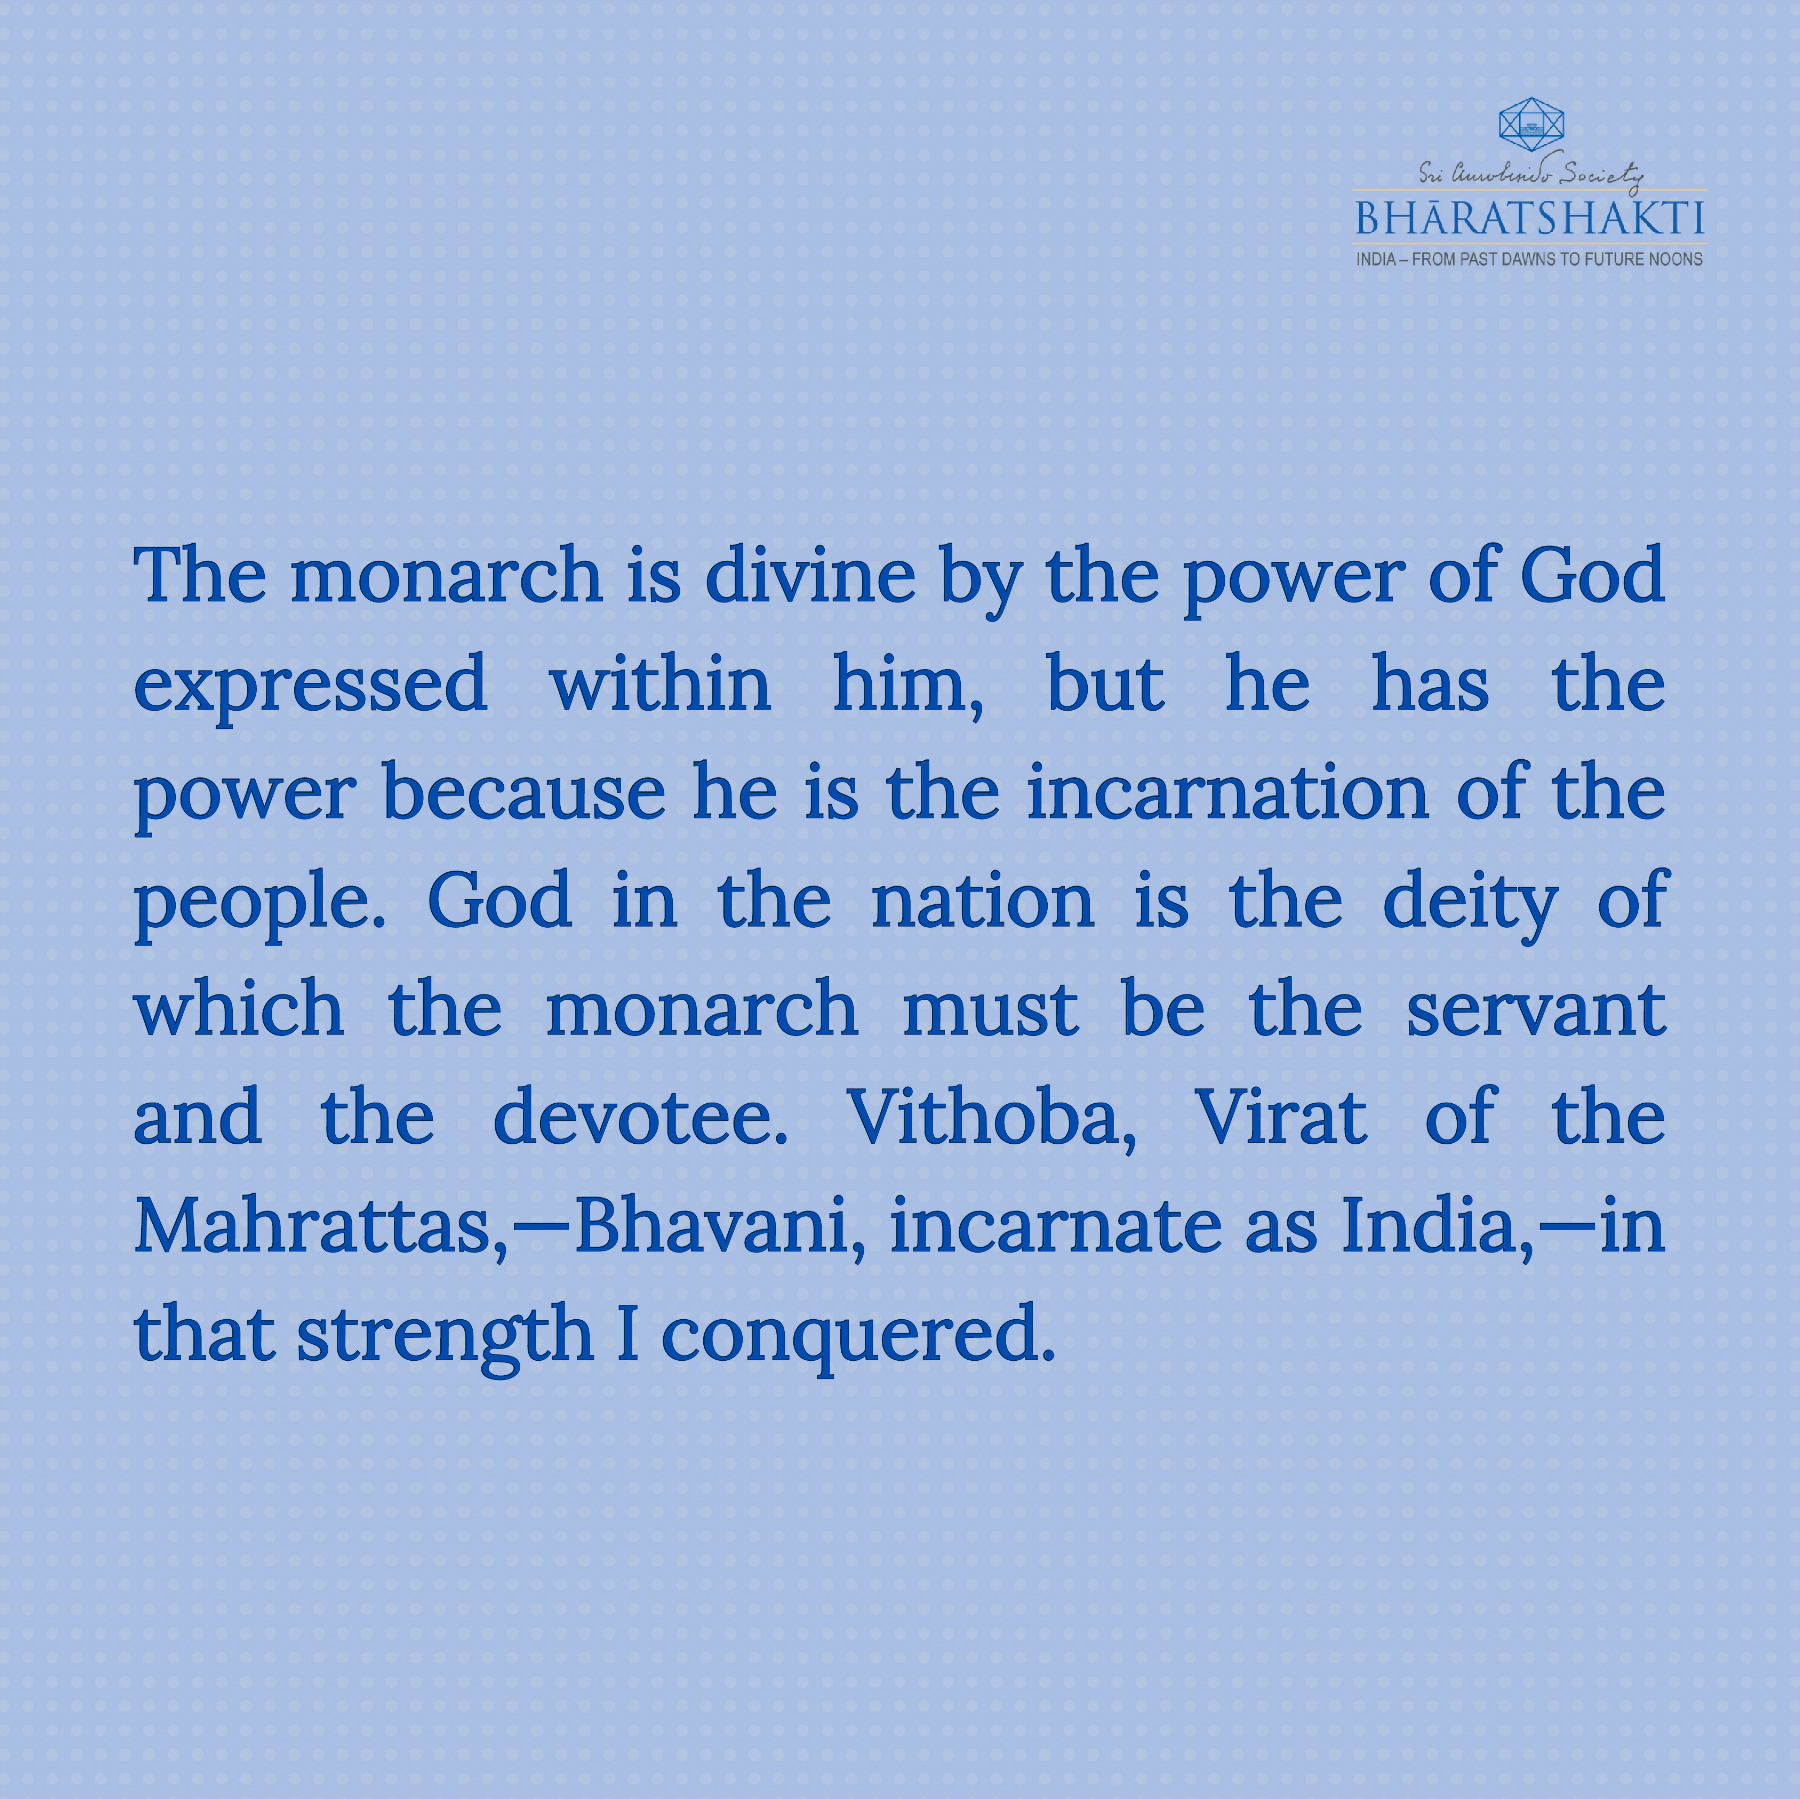 Sri Aurobindo Society
BHĀRATSHAKTI
INDIA – FROM PAST DAWNS TO FUTURE NOONS
The monarch is divine by the power of God
expressed within him, but he has the
power because he is the incarnation of the
people. God in the nation is the deity of
which the monarch must be the servant
and the devotee. Vithoba, Virat of the
Mahrattas,—Bhavani, incarnate as India,—in
that strength I conquered.